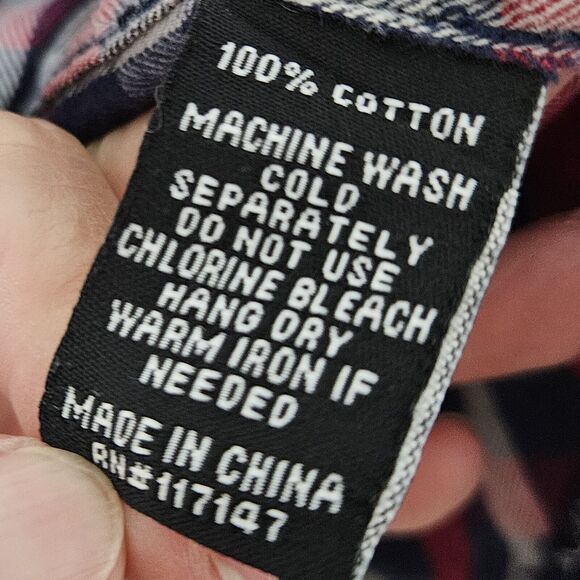 100% COTTON
MACHINE WASH
COLD
SEPARATELY
DO NOT USE
CHLORINE BLEACH
HANG DRY
WARM IRON IF
NEEDED
MADE IN CHINA
RN#117147